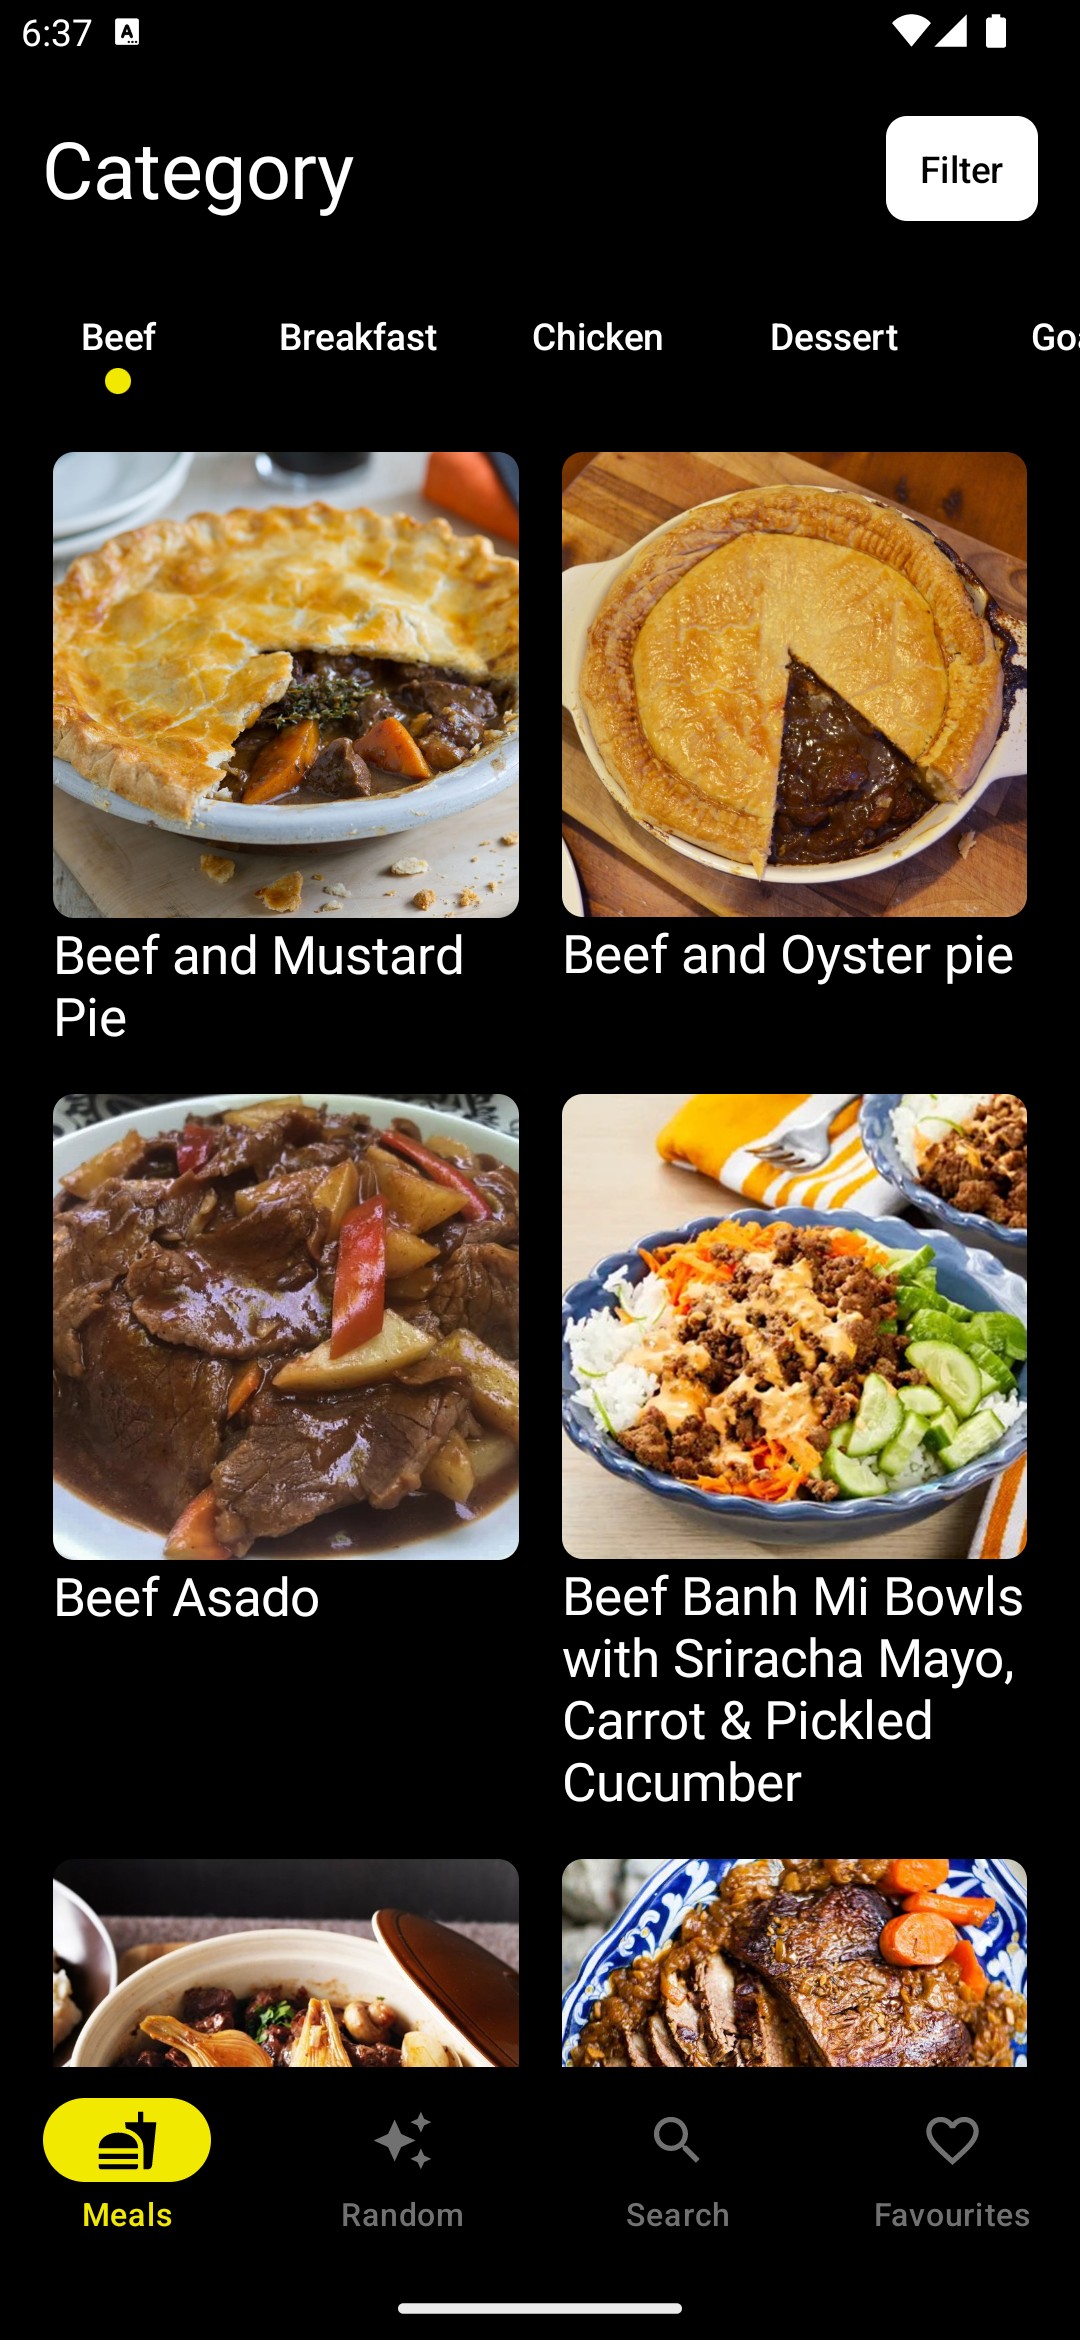 6:37
Category
Filter
Beef
Breakfast
Chicken
Dessert
Goa
Beef and Mustard
Pie
Beef and Oyster pie
Beef Asado
Beef Banh Mi Bowls
with Sriracha Mayo,
Carrot & Pickled
Cucumber
Meals
Random
Search
Favourites